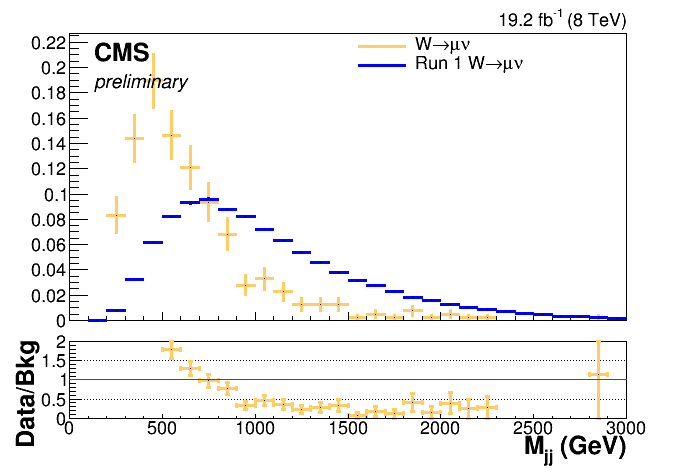 19.2 fb⁻¹ (8 TeV)
CMS
preliminary
W→μν
Run 1 W→μν
0.22
0.2
0.18
0.16
0.14
0.12
0.1
0.08
0.06
0.04
0.02
0
Data/Bkg
2
1.5
1
0.5
0
0 500 1000 1500 2000 2500 3000
Mjj (GeV)